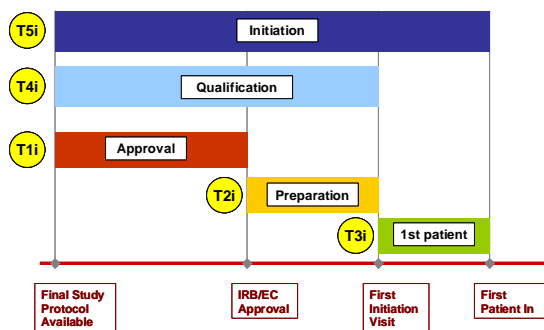 T5i
Initiation
T4i
Qualification
T1i
Approval
T2i
Preparation
T3i
1st patient
Final Study
Protocol
Available
IRB/EC
Approval
First
Initiation
Visit
First
Patient In